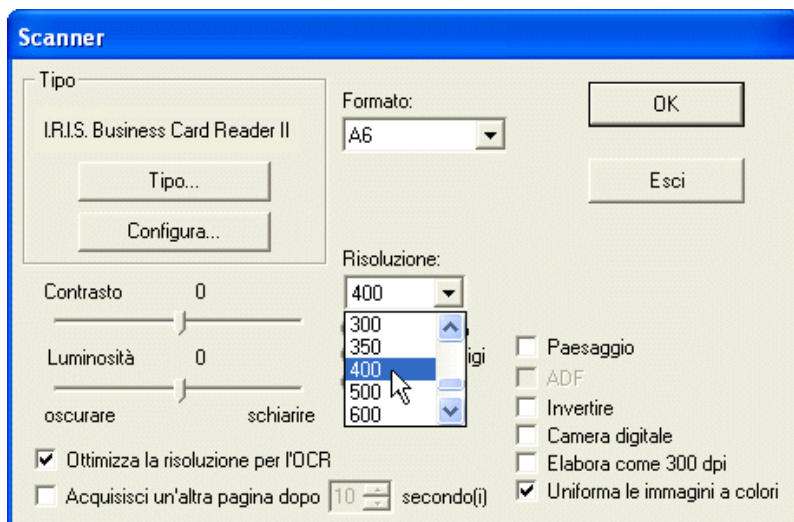 Scanner
Tipo
I.R.I.S. Business Card Reader II
Tipo...
Configura...
Formato:
A6
OK
Esci
Risoluzione:
400
300
350
400
500
600
Contrasto 0
Luminosità 0
oscurare schiarire
igi
Paesaggio
ADF
Invertire
Camera digitale
Elabora come 300 dpi
Uniforma le immagini a colori
Ottimizza la risoluzione per l'OCR
Acquisisci un'altra pagina dopo 10 secondo(i)